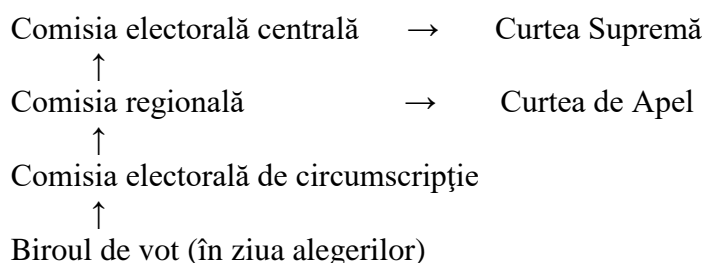 Comisia electorală centrală → Curtea Supremă
↑
Comisia regională → Curtea de Apel
↑
Comisia electorală de circumscripţie
↑
Biroul de vot (în ziua alegerilor)